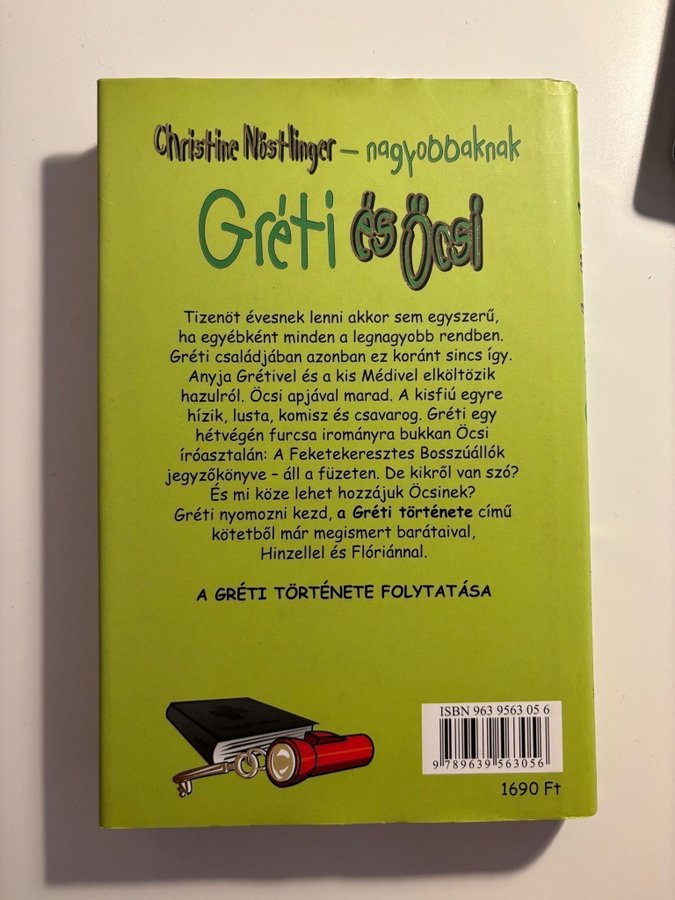 Christine Nöstlinger – nagyobbaknak
Gréti és Öcsi
Tizenöt évesnek lenni akkor sem egyszerű,
ha egyébként minden a legnagyobb rendben.
Gréti családjában azonban ez koránt sincs így.
Anyja Grétivel és a kis Médivel elköltözik
hazulról. Öcsi apjával marad. A kisfiú egyre
hízik, lusta, komisz és csavarog. Gréti egy
hétvégén furcsa irományra bukkan Öcsi
íróasztalán: A Feketekeresztes Bosszúállók
jegyzőkönyve – áll a füzeten. De kikről van szó?
És mi köze lehet hozzájuk Öcsinek?
Gréti nyomozni kezd, a Gréti története című
kötetből már megismert barátaival,
Hinzellel és Flóriánnal.
A GRÉTI TÖRTÉNETE FOLYTATÁSA
ISBN 963 9563 05 6
9 789639 563056
1690 Ft